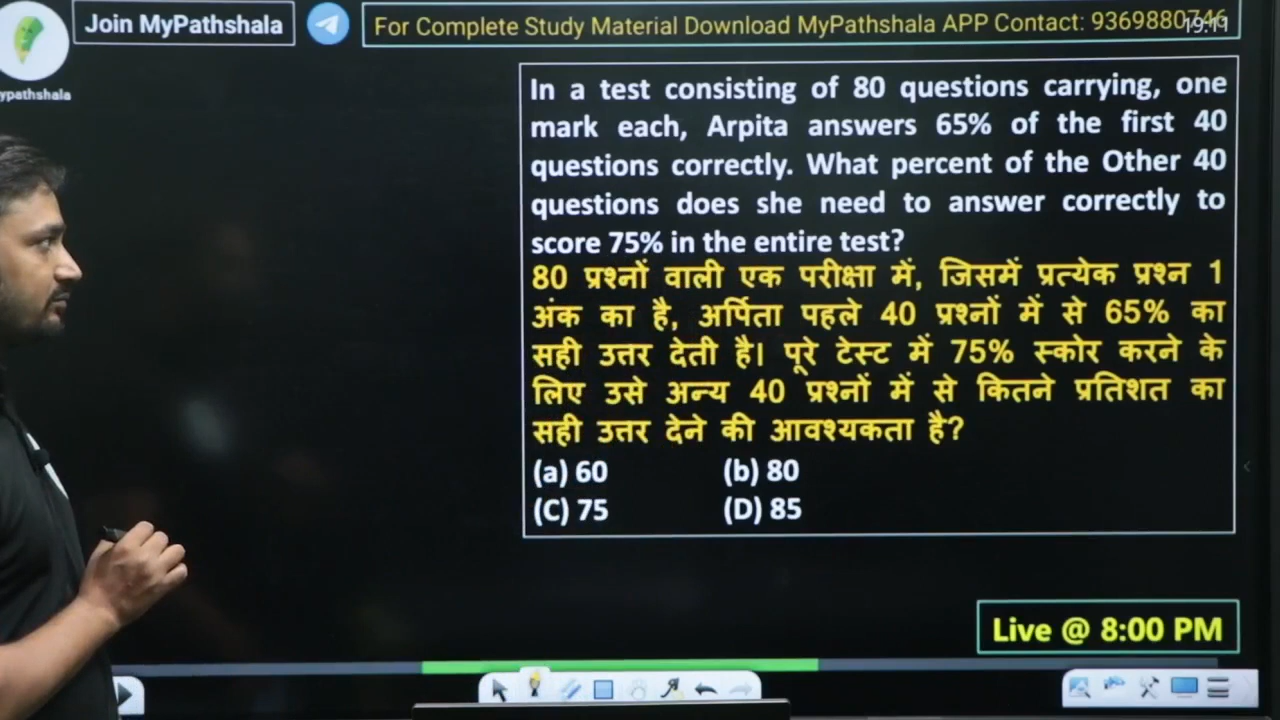 Join MyPathshala
For Complete Study Material Download MyPathshala APP Contact: 9369880746
19:11
ypathshala
In a test consisting of 80 questions carrying, one
mark each, Arpita answers 65% of the first 40
questions correctly. What percent of the Other 40
questions does she need to answer correctly to
score 75% in the entire test?
80 प्रश्नों वाली एक परीक्षा में, जिसमें प्रत्येक प्रश्न 1
अंक का है, अर्पिता पहले 40 प्रश्नों में से 65% का
सही उत्तर देती है। पूरे टेस्ट में 75% स्कोर करने के
लिए उसे अन्य 40 प्रश्नों में से कितने प्रतिशत का
सही उत्तर देने की आवश्यकता है?
(a) 60 (b) 80
(C) 75 (D) 85
Live @ 8:00 PM